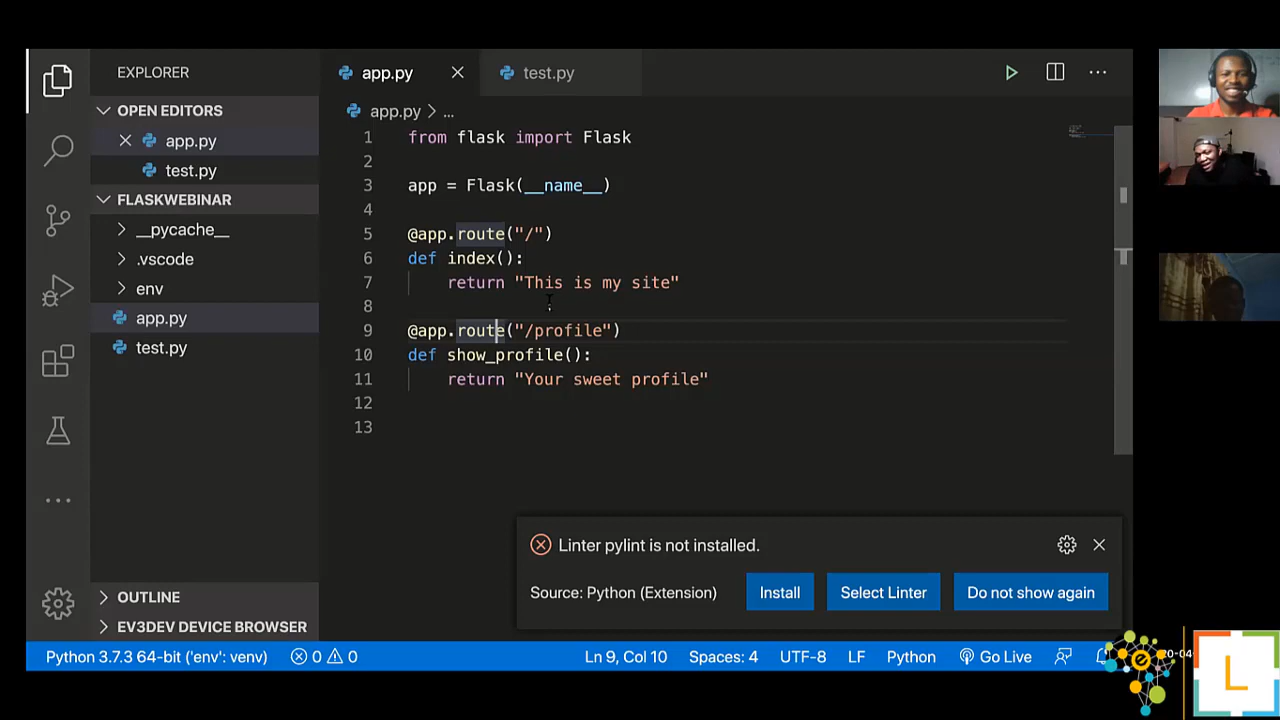 EXPLORER
OPEN EDITORS
app.py
test.py
FLASKWEBINAR
__pycache__
.vscode
env
app.py
test.py
OUTLINE
EV3DEV DEVICE BROWSER
app.py
test.py
app.py > ...
1 from flask import Flask
2
3 app = Flask(__name__)
4
5 @app.route("/")
6 def index():
7 return "This is my site"
8
9 @app.route("/profile")
10 def show_profile():
11 return "Your sweet profile"
12
13
Linter pylint is not installed.
Source: Python (Extension)
Install
Select Linter
Do not show again
Python 3.7.3 64-bit ('env': venv)
0
0
Ln 9, Col 10
Spaces: 4
UTF-8
LF
Python
Go Live
L